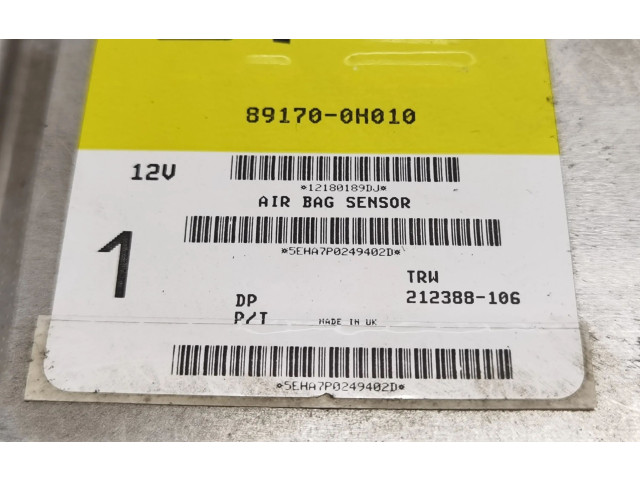 89170-0H010
12V
*12180189DJ*
AIR BAG SENSOR
*5EHA7P0249402D*
1
TRW
DP 212388-106
P/T MADE IN UK
*5EHA7P0249402D*